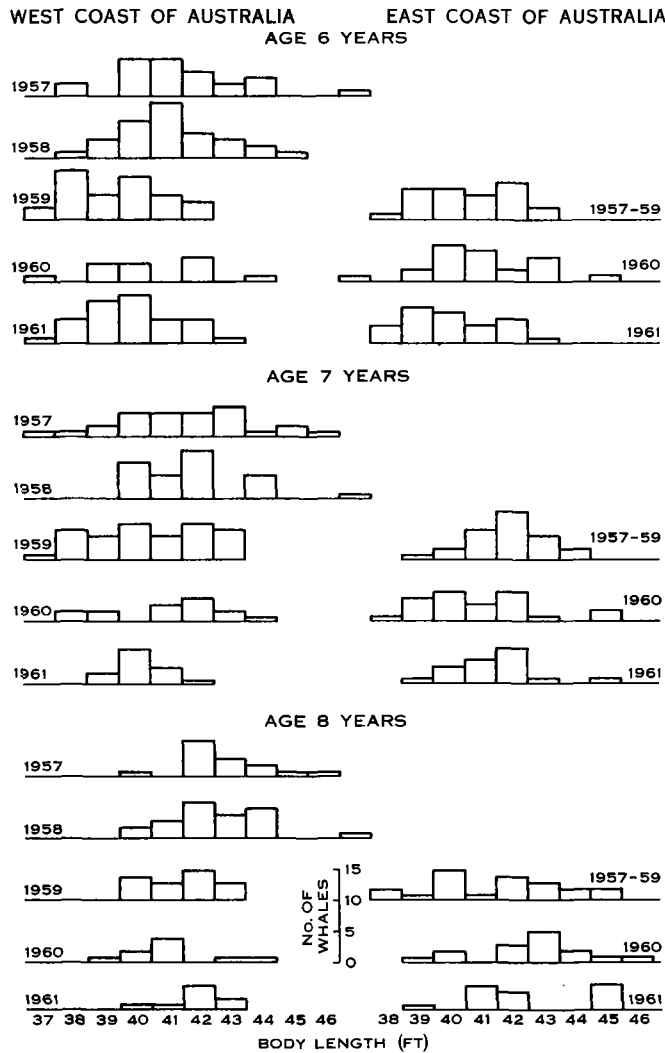 WEST COAST OF AUSTRALIA EAST COAST OF AUSTRALIA
AGE 6 YEARS
1957
1958
1959 1957-59
1960 1960
1961 1961
AGE 7 YEARS
1957
1958
1959 1957-59
1960 1960
1961 1961
AGE 8 YEARS
1957
1958
1959 1957-59
1960 1960
1961 1961
15
10
5
0
No. OF
WHALES
37 38 39 40 41 42 43 44 45 46 38 39 40 41 42 43 44 45 46
BODY LENGTH (FT)